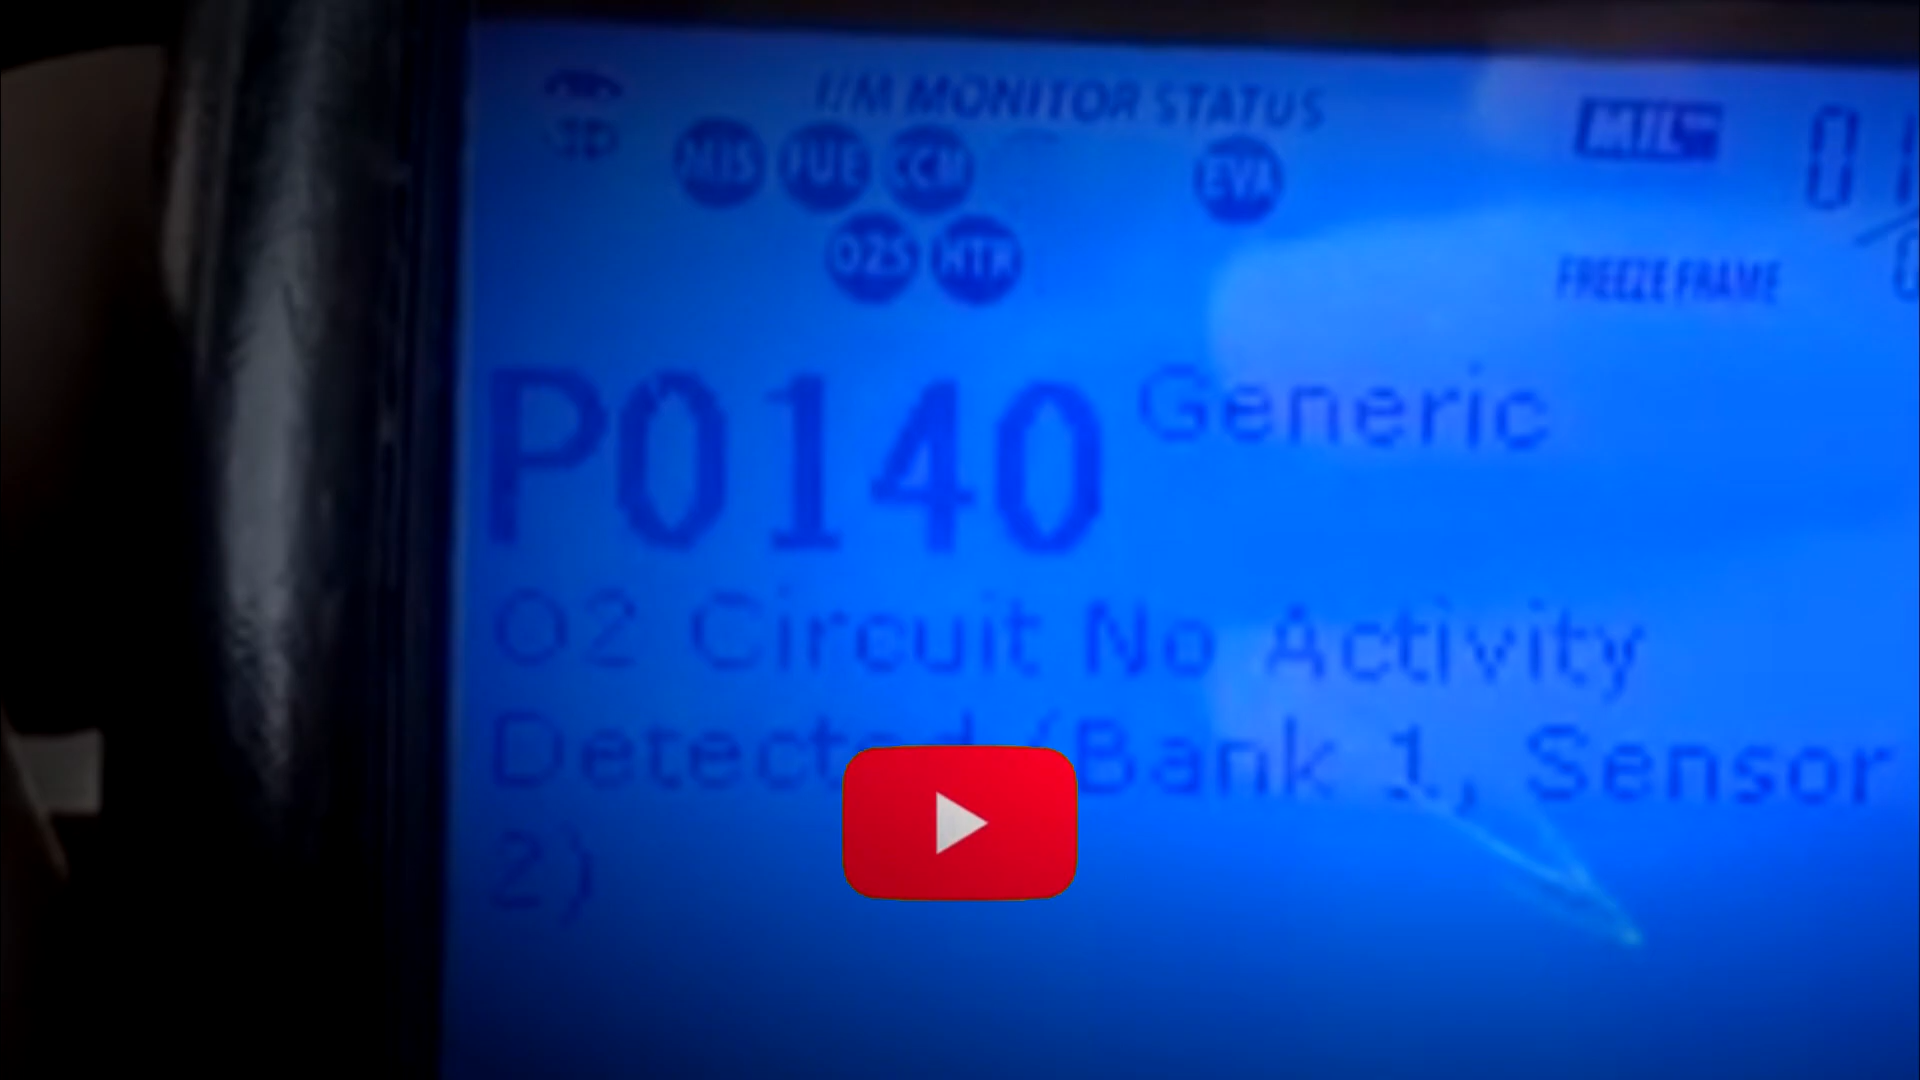 I/M MONITOR STATUS
MIL
01
MIS FUE CCM EVA
O2S HTR
FREEZE FRAME
P0140 Generic
O2 Circuit No Activity
Detected (Bank 1, Sensor
2)